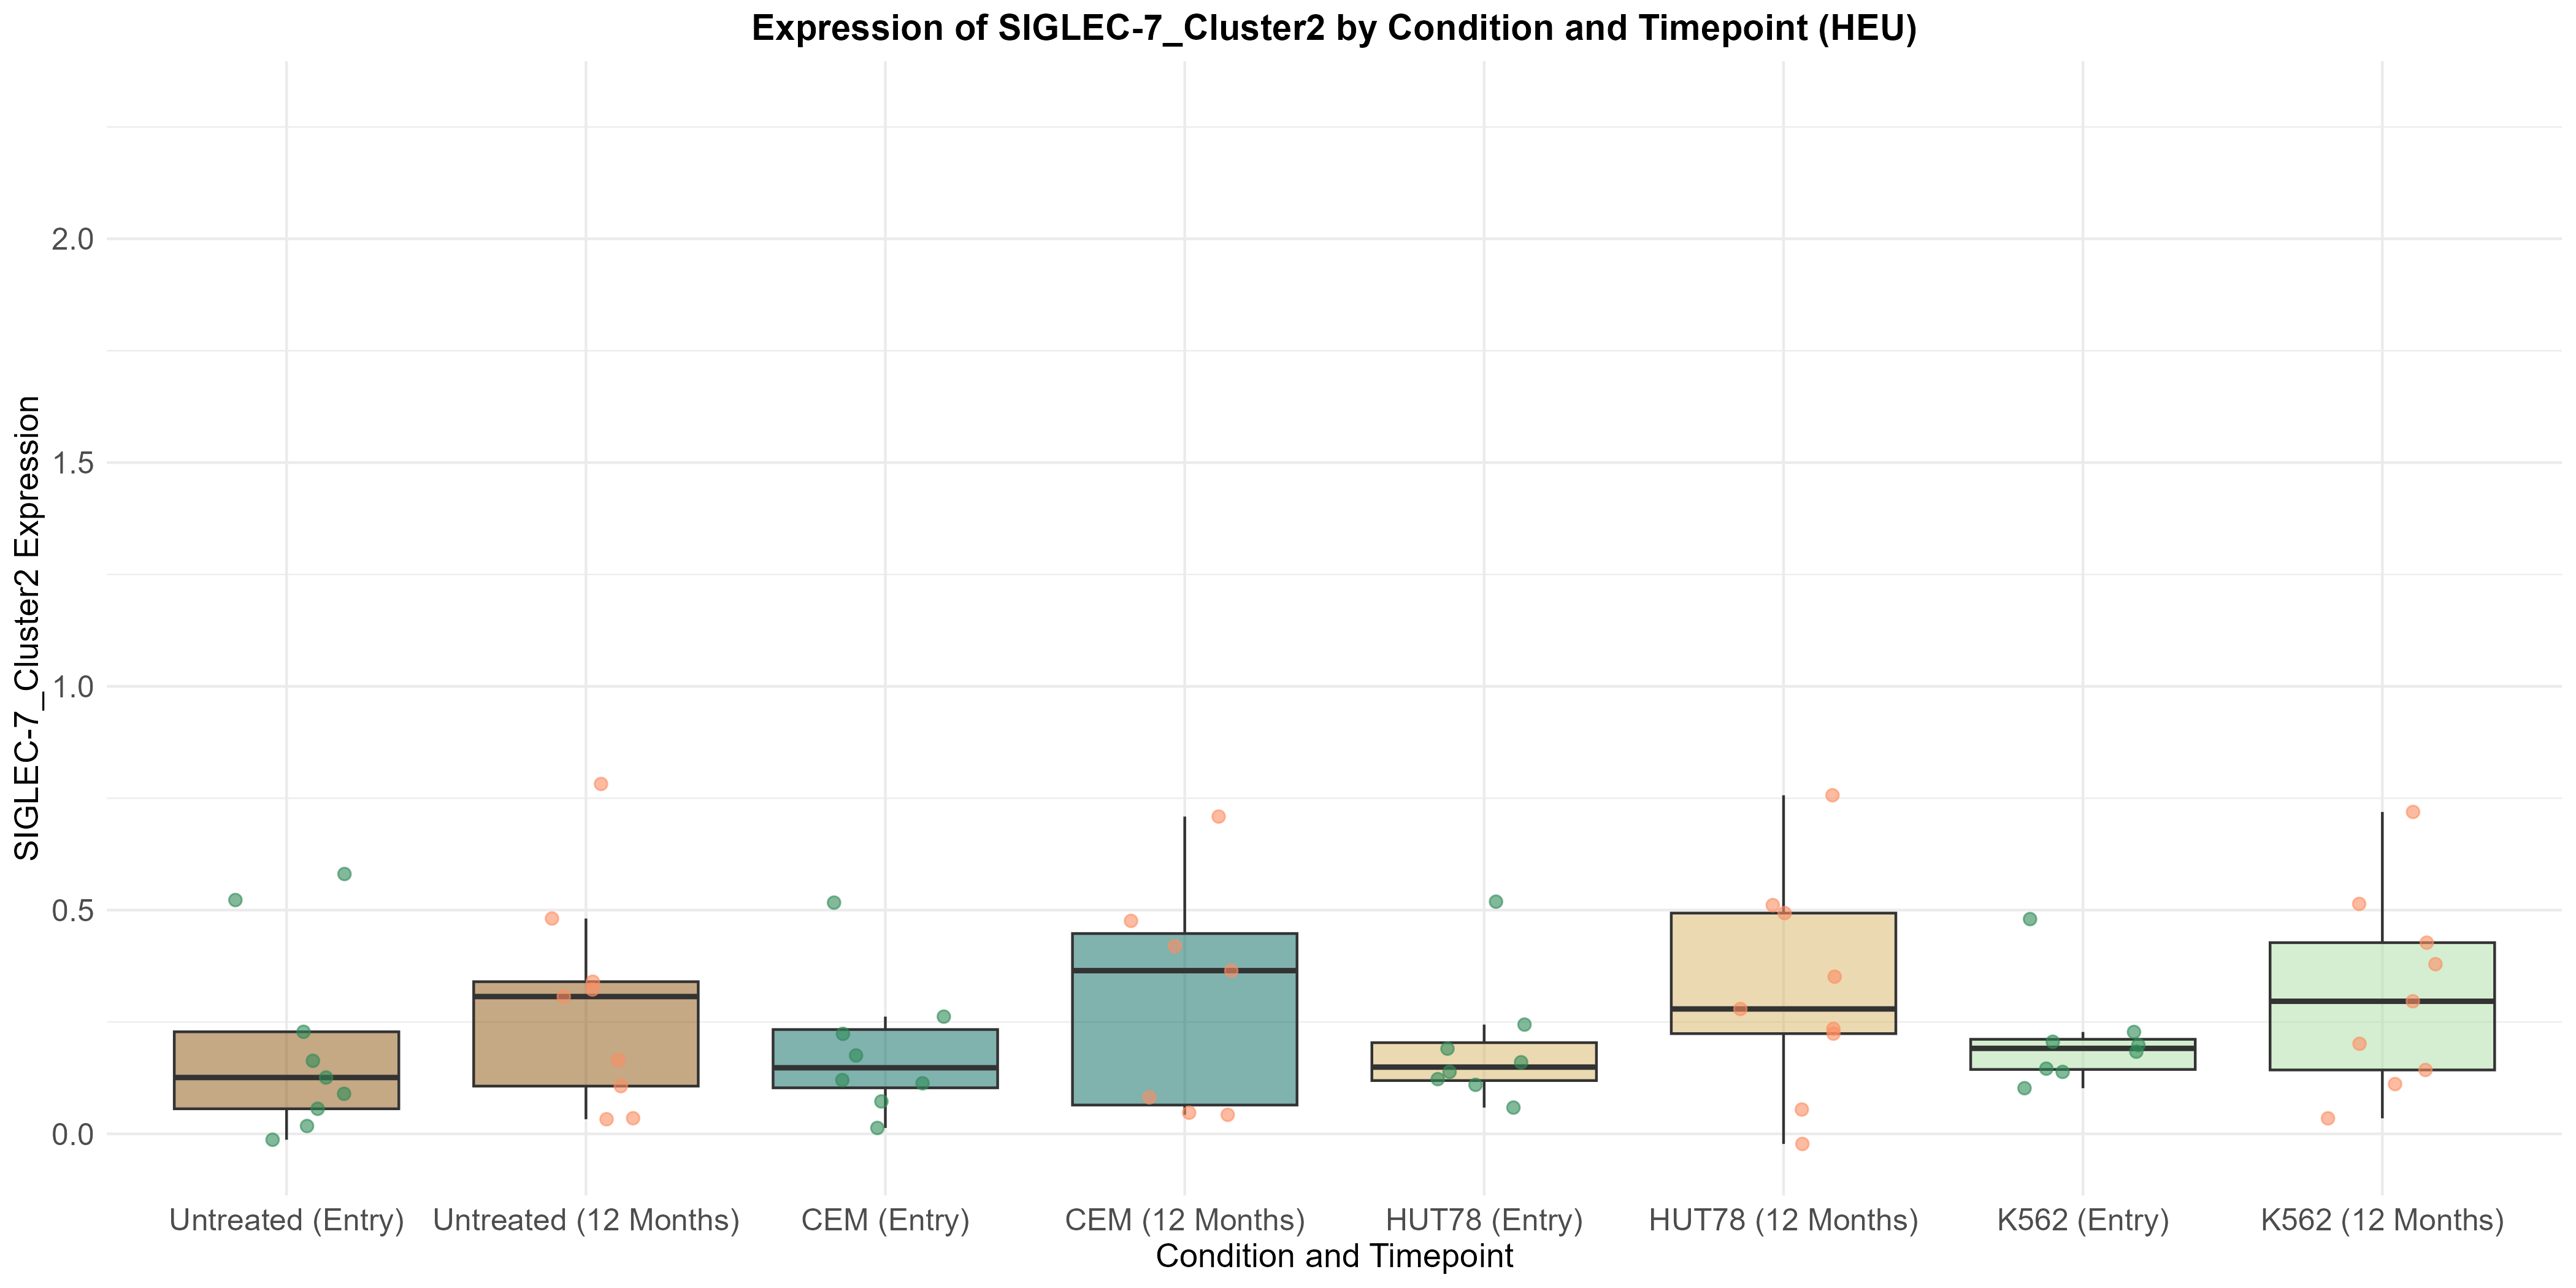 Expression of SIGLEC-7_Cluster2 by Condition and Timepoint (HEU)
SIGLEC-7_Cluster2 Expression
2.0
1.5
1.0
0.5
0.0
Untreated (Entry)
Untreated (12 Months)
CEM (Entry)
CEM (12 Months)
HUT78 (Entry)
HUT78 (12 Months)
K562 (Entry)
K562 (12 Months)
Condition and Timepoint